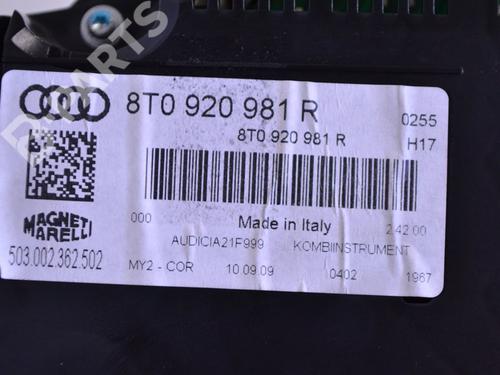 PARTS
8T0 920 981 R
8T0 920 981 R
0255
H17
MAGNETI
MARELLI
503.002.362.502
000
Made in Italy
2.42.00
AUDICIA21F999
KOMBIINSTRUMENT
MY2 - COR
10.09.09
0402
1967